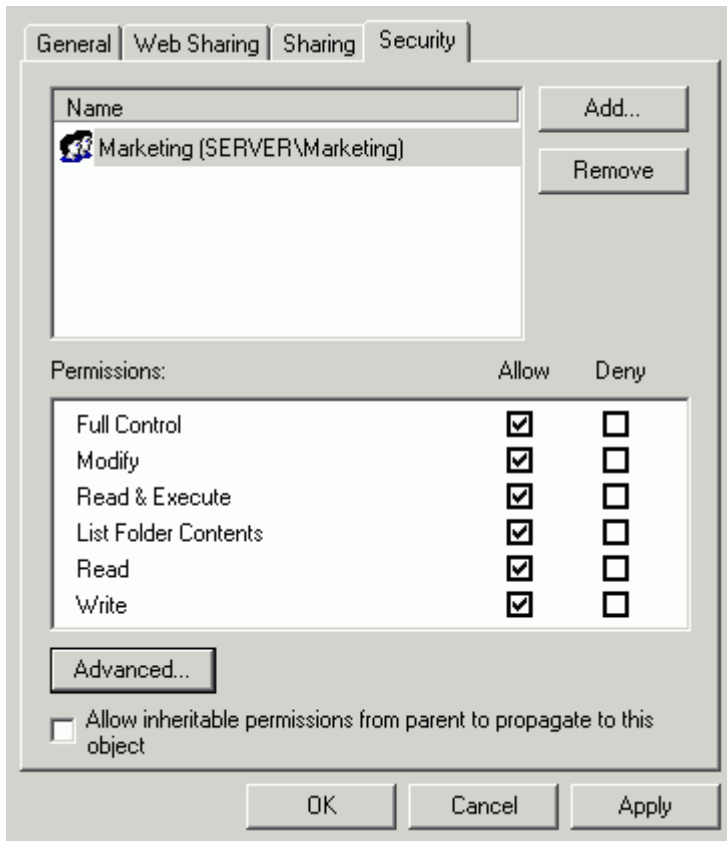 General Web Sharing Sharing Security
Name
Add...
Marketing (SERVER\Marketing)
Remove
Permissions: Allow Deny
Full Control
Modify
Read & Execute
List Folder Contents
Read
Write
Advanced...
Allow inheritable permissions from parent to propagate to this
object
OK Cancel Apply